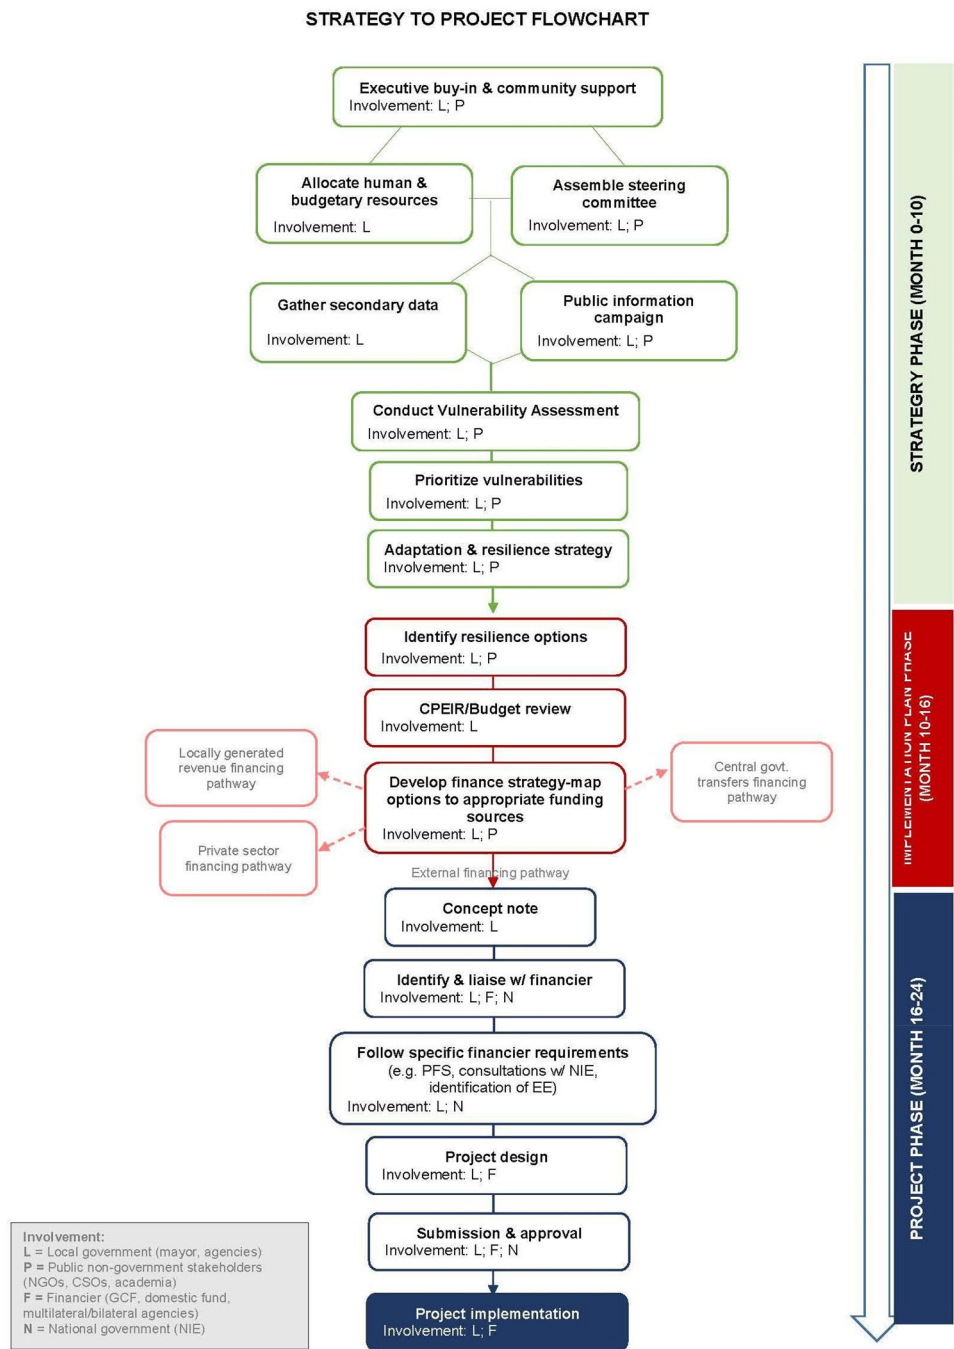 STRATEGY TO PROJECT FLOWCHART
Executive buy-in & community support
Involvement: L; P
Allocate human &
budgetary resources
Involvement: L
Assemble steering
committee
Involvement: L; P
Gather secondary data
Involvement: L
Public information
campaign
Involvement: L; P
Conduct Vulnerability Assessment
Involvement: L; P
Prioritize vulnerabilities
Involvement: L; P
Adaptation & resilience strategy
Involvement: L; P
Identify resilience options
Involvement: L; P
CPEIR/Budget review
Involvement: L
Locally generated
revenue financing
pathway
Develop finance strategy-map
options to appropriate funding
sources
Involvement: L; P
Central govt.
transfers financing
pathway
Private sector
financing pathway
External financing pathway
Concept note
Involvement: L
Identify & liaise w/ financier
Involvement: L; F; N
Follow specific financier requirements
(e.g. PFS, consultations w/ NIE,
identification of EE)
Involvement: L; N
Project design
Involvement: L; F
Submission & approval
Involvement: L; F; N
Project implementation
Involvement: L; F
STRATEGRY PHASE (MONTH 0-10)
IMPLEMENTATION PLAN PHASE
(MONTH 10-16)
PROJECT PHASE (MONTH 16-24)
Involvement:
L = Local government (mayor, agencies)
P = Public non-government stakeholders
(NGOs, CSOs, academia)
F = Financier (GCF, domestic fund,
multilateral/bilateral agencies)
N = National government (NIE)